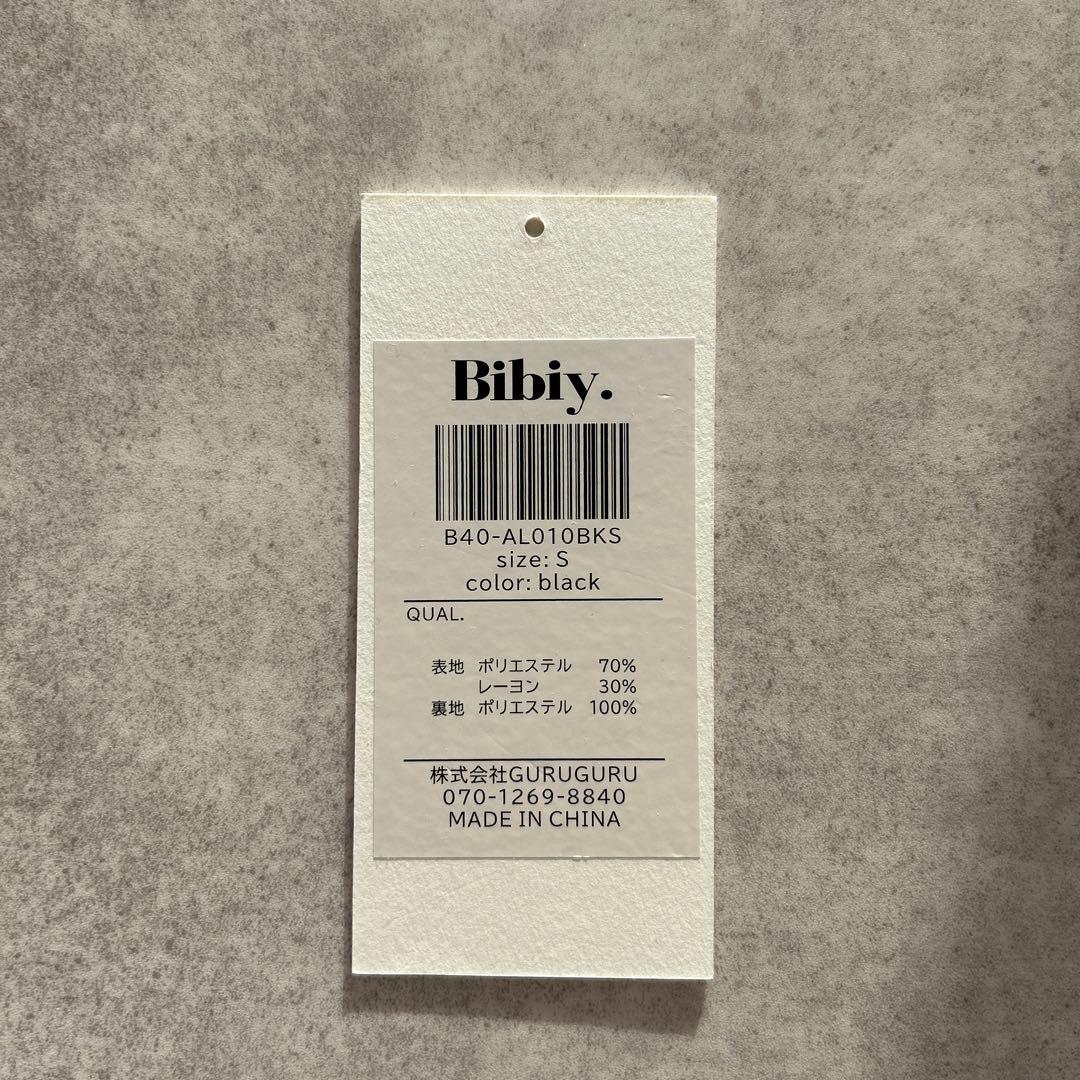 Bibiy.
B40-AL010BKS
size: S
color: black
QUAL.
表地 ポリエステル 70%
レーヨン 30%
裏地 ポリエステル 100%
株式会社GURUGURU
070-1269-8840
MADE IN CHINA